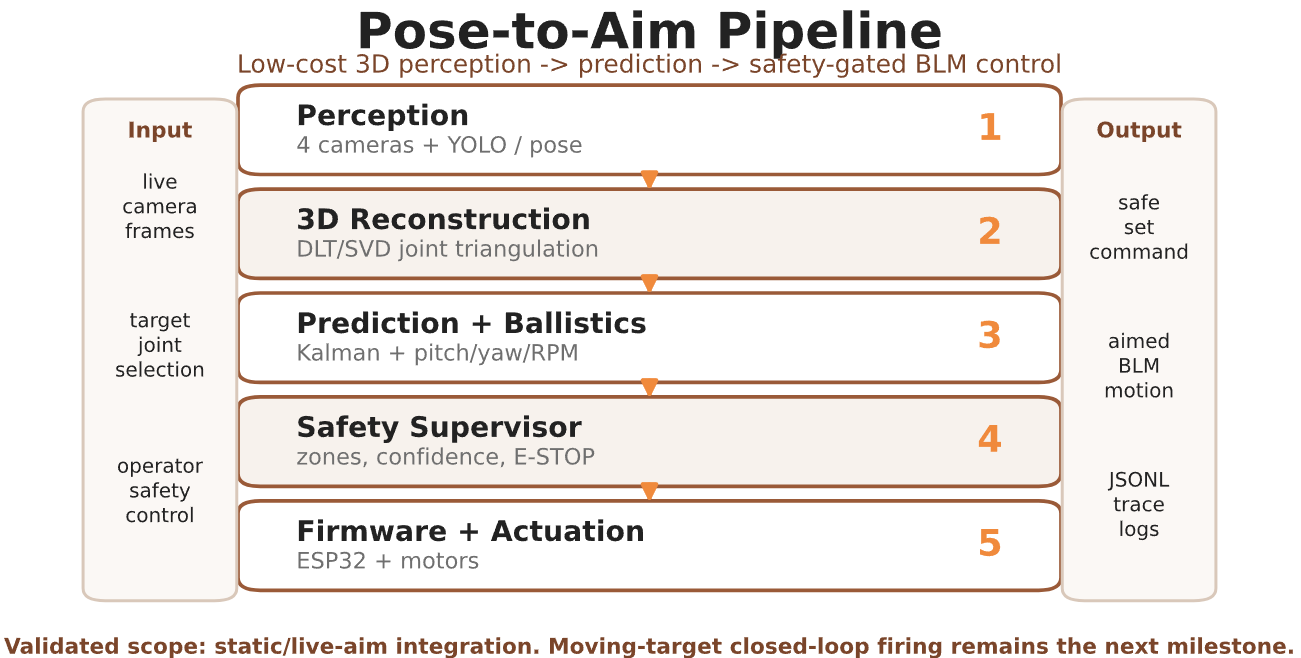 Pose-to-Aim Pipeline
Low-cost 3D perception -> prediction -> safety-gated BLM control
Input
live
camera
frames
target
joint
selection
operator
safety
control
Perception
4 cameras + YOLO / pose
1
3D Reconstruction
DLT/SVD joint triangulation
2
Prediction + Ballistics
Kalman + pitch/yaw/RPM
3
Safety Supervisor
zones, confidence, E-STOP
4
Firmware + Actuation
ESP32 + motors
5
Output
safe
set
command
aimed
BLM
motion
JSONL
trace
logs
Validated scope: static/live-aim integration. Moving-target closed-loop firing remains the next milestone.